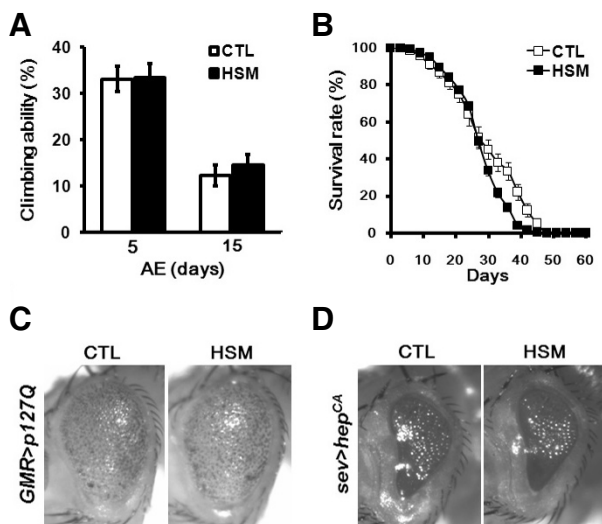 A
Climbing ability (%)
40
30
20
10
0
CTL
HSM
5
15
AE (days)
B
Survival rate (%)
100
80
60
40
20
0
CTL
HSM
0
10
20
30
40
50
60
Days
C
CTL
HSM
GMR>p127Q
D
CTL
HSM
sev>hepCA